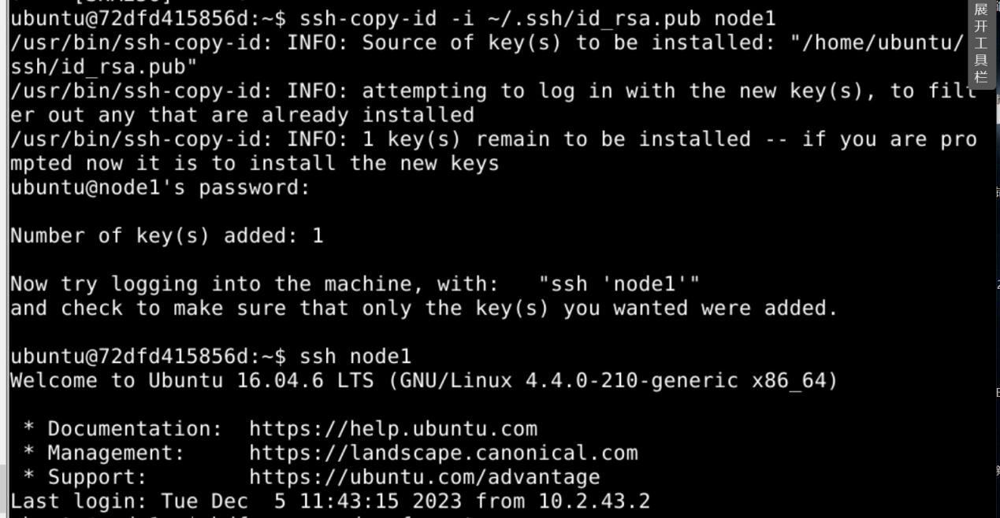 ubuntu@72dfd415856d:~$ ssh-copy-id -i ~/.ssh/id_rsa.pub node1
/usr/bin/ssh-copy-id: INFO: Source of key(s) to be installed: "/home/ubuntu/
ssh/id_rsa.pub"
/usr/bin/ssh-copy-id: INFO: attempting to log in with the new key(s), to filt
er out any that are already installed
/usr/bin/ssh-copy-id: INFO: 1 key(s) remain to be installed -- if you are pro
mpted now it is to install the new keys
ubuntu@node1's password:
Number of key(s) added: 1
Now try logging into the machine, with:   "ssh 'node1'"
and check to make sure that only the key(s) you wanted were added.
ubuntu@72dfd415856d:~$ ssh node1
Welcome to Ubuntu 16.04.6 LTS (GNU/Linux 4.4.0-210-generic x86_64)
 * Documentation:  https://help.ubuntu.com
 * Management:     https://landscape.canonical.com
 * Support:        https://ubuntu.com/advantage
Last login: Tue Dec  5 11:43:15 2023 from 10.2.43.2
展开工具栏